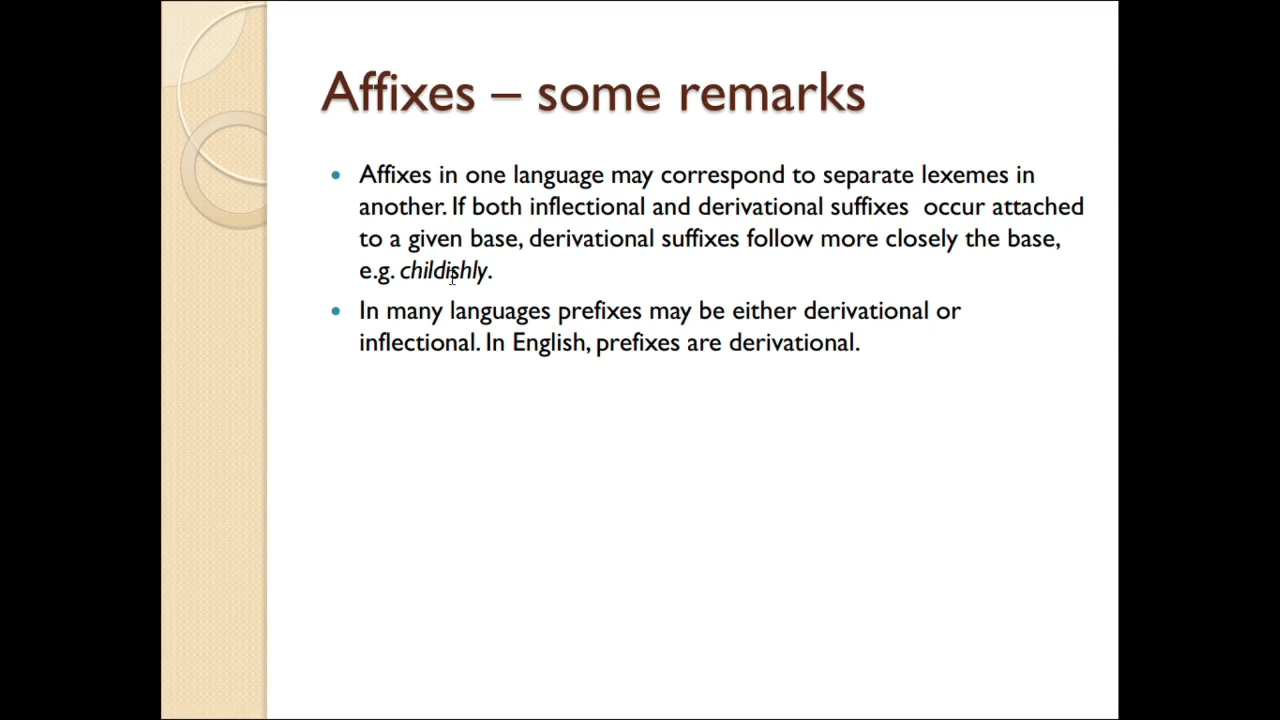 Affixes – some remarks
• Affixes in one language may correspond to separate lexemes in
another. If both inflectional and derivational suffixes  occur attached
to a given base, derivational suffixes follow more closely the base,
e.g. childishly.
• In many languages prefixes may be either derivational or
inflectional. In English, prefixes are derivational.